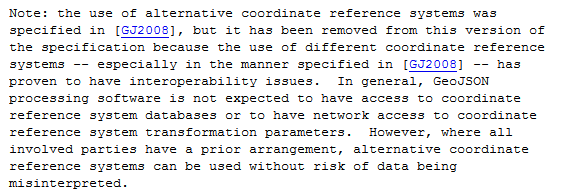 Note: the use of alternative coordinate reference systems was
specified in [GJ2008], but it has been removed from this version of
the specification because the use of different coordinate reference
systems -- especially in the manner specified in [GJ2008] -- has
proven to have interoperability issues.  In general, GeoJSON
processing software is not expected to have access to coordinate
reference system databases or to have network access to coordinate
reference system transformation parameters.  However, where all
involved parties have a prior arrangement, alternative coordinate
reference systems can be used without risk of data being
misinterpreted.